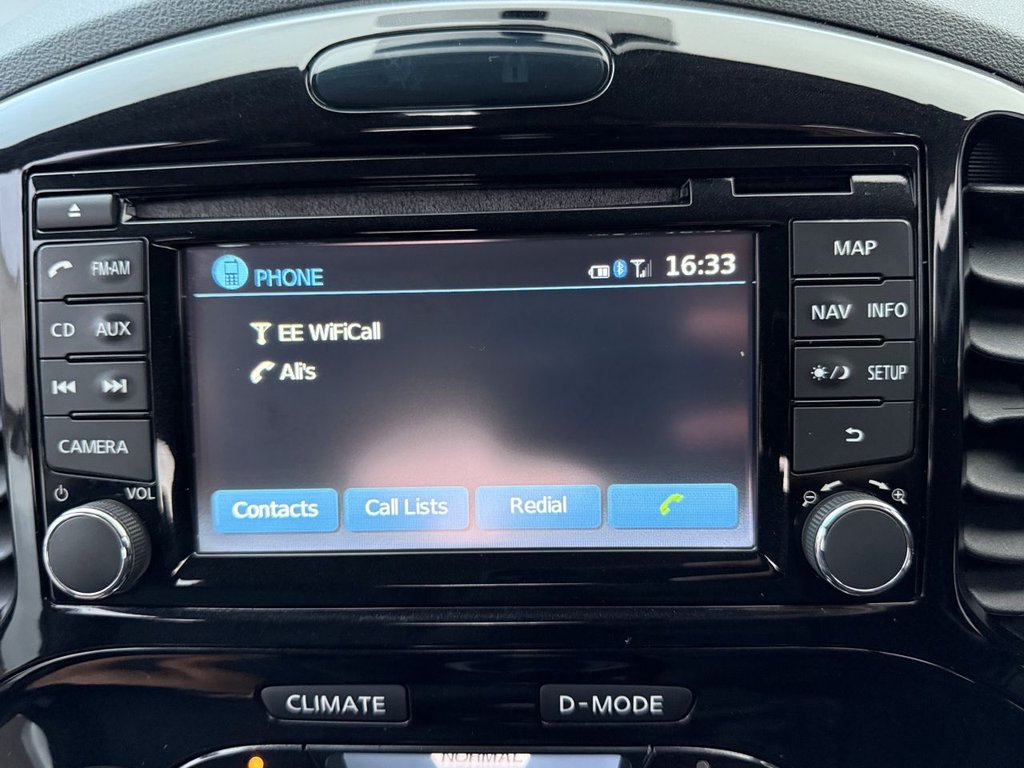 PHONE 16:33
EE WiFiCall
Ali's
Contacts Call Lists Redial
FM·AM
CD AUX
CAMERA
VOL
MAP
NAV INFO
SETUP
CLIMATE D-MODE
NORMAL